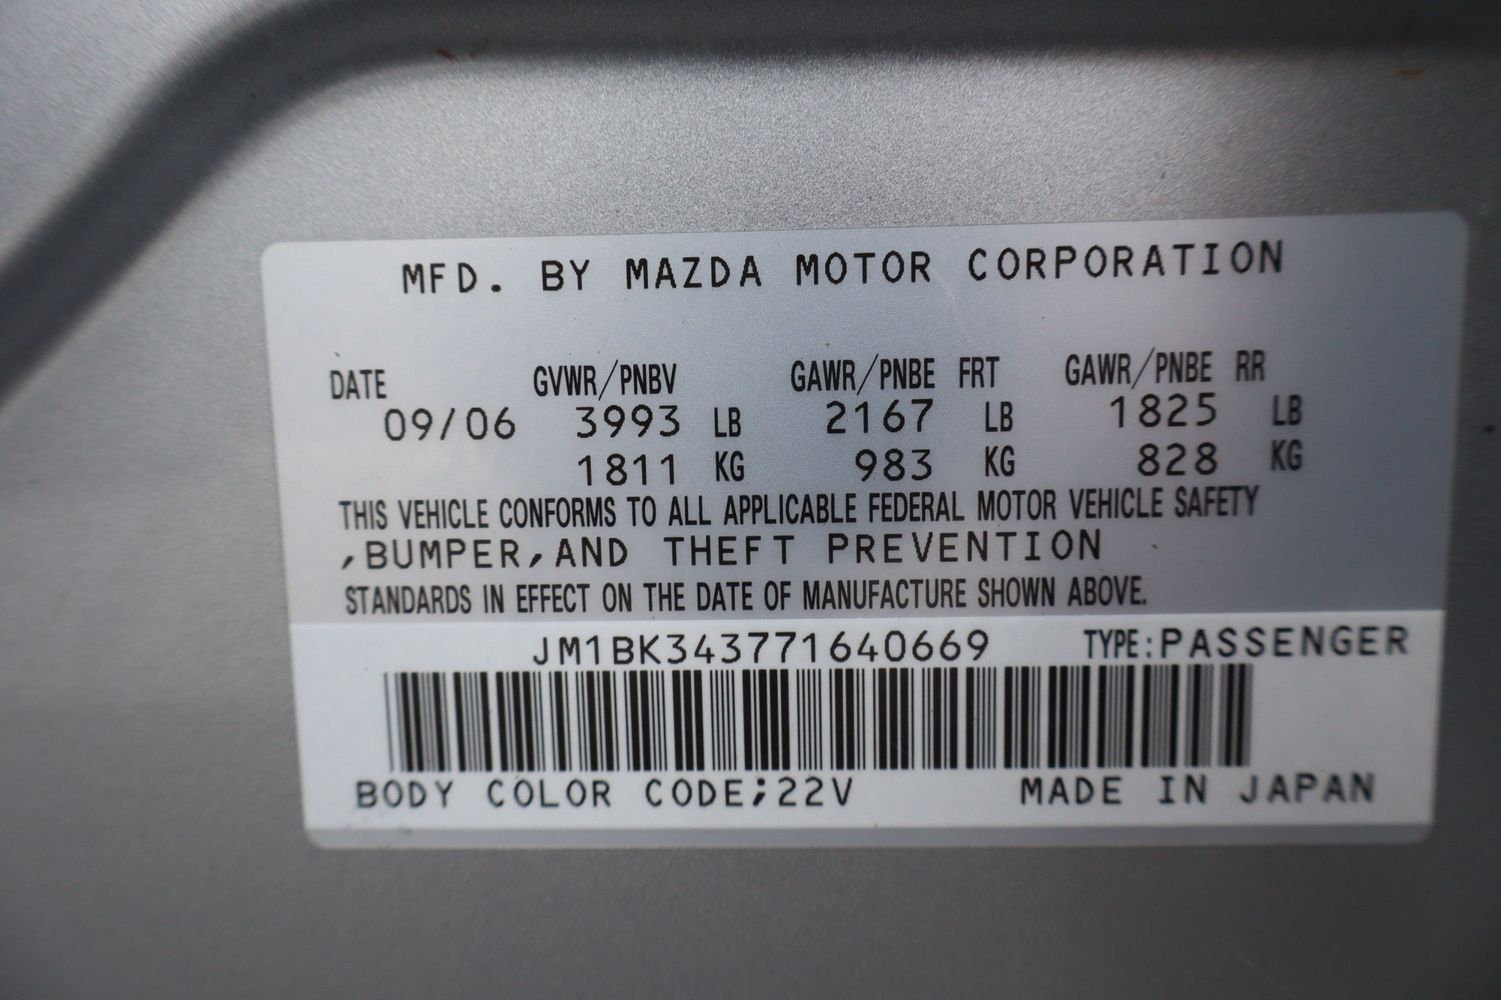 MFD. BY MAZDA MOTOR CORPORATION
DATE GVWR/PNBV GAWR/PNBE FRT GAWR/PNBE RR
09/06 3993 LB 2167 LB 1825 LB
1811 KG 983 KG 828 KG
THIS VEHICLE CONFORMS TO ALL APPLICABLE FEDERAL MOTOR VEHICLE SAFETY
,BUMPER,AND THEFT PREVENTION
STANDARDS IN EFFECT ON THE DATE OF MANUFACTURE SHOWN ABOVE.
JM1BK343771640669 TYPE:PASSENGER
BODY COLOR CODE;22V MADE IN JAPAN